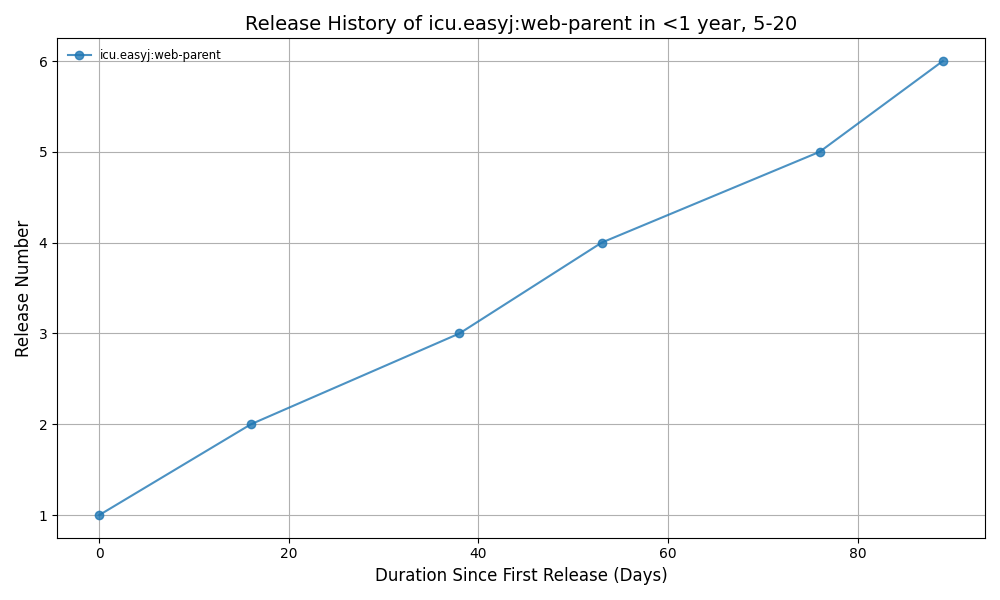 Release History of icu.easyj:web-parent in <1 year, 5-20
icu.easyj:web-parent
6
5
4
3
2
1
Release Number
0 20 40 60 80
Duration Since First Release (Days)